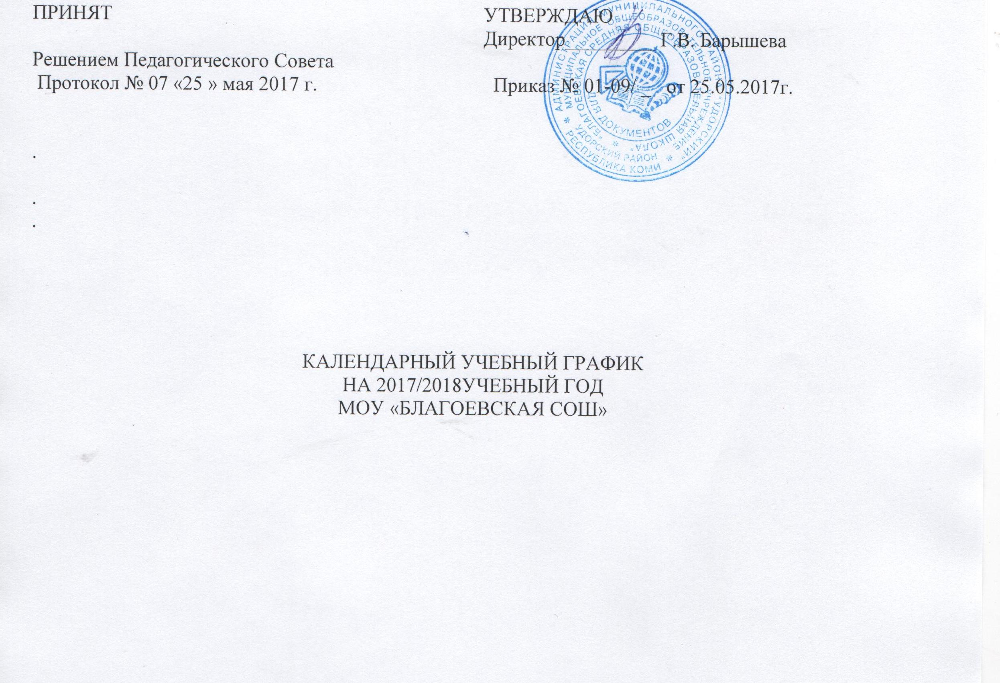 ПРИНЯТ
Решением Педагогического Совета
Протокол № 07 «25 » мая 2017 г.
.
.
.
УТВЕРЖДАЮ
Директор__________ Г.В. Барышева
Приказ № 01-09/ _ от 25.05.2017г.
АДМИНИСТРАЦИЯ МУНИЦИПАЛЬНОГО РАЙОНА "УДОРСКИЙ"
* РЕСПУБЛИКА КОМИ *
МУНИЦИПАЛЬНОЕ ОБЩЕОБРАЗОВАТЕЛЬНОЕ УЧРЕЖДЕНИЕ
УДОРСКИЙ РАЙОН
"БЛАГОЕВСКАЯ СРЕДНЯЯ ОБЩЕОБРАЗОВАТЕЛЬНАЯ ШКОЛА" *
ДЛЯ ДОКУМЕНТОВ
КАЛЕНДАРНЫЙ УЧЕБНЫЙ ГРАФИК
НА 2017/2018УЧЕБНЫЙ ГОД
МОУ «БЛАГОЕВСКАЯ СОШ»